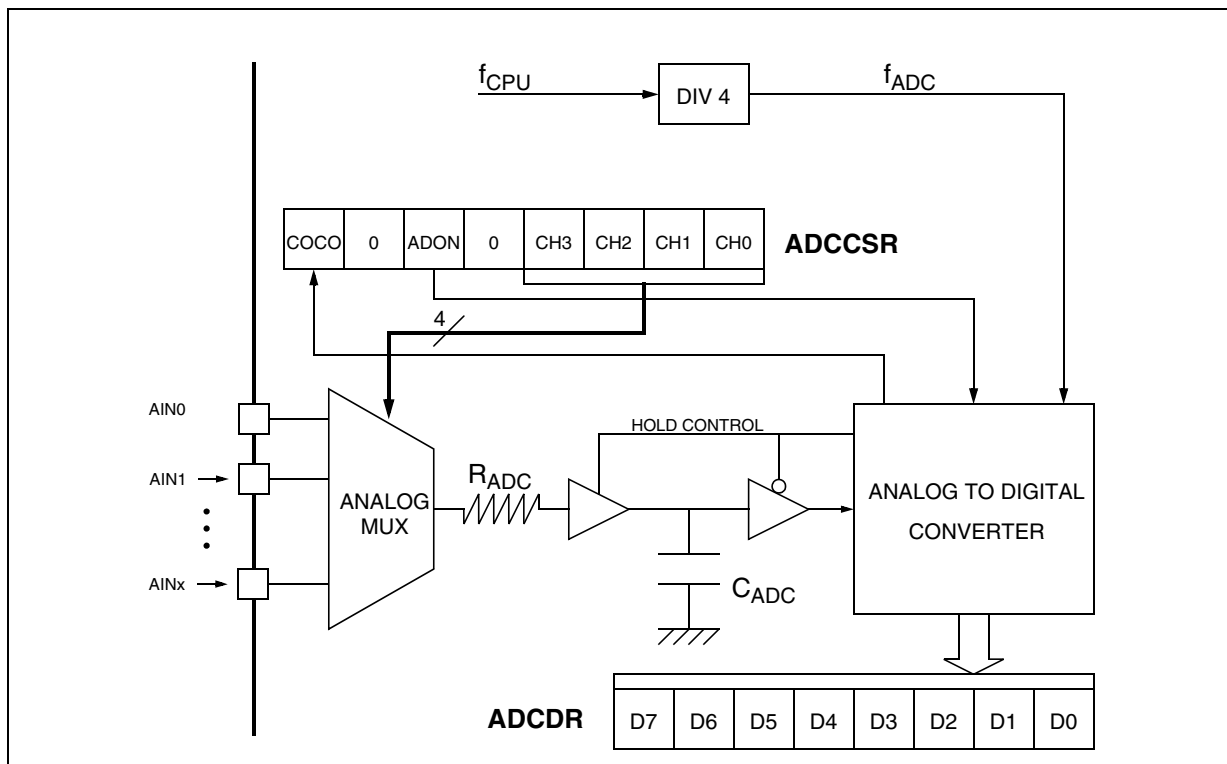 fCPU
DIV 4
fADC
COCO 0 ADON 0 CH3 CH2 CH1 CH0
ADCCSR
4
AIN0
HOLD CONTROL
AIN1
RADC
ANALOG
MUX
ANALOG TO DIGITAL
CONVERTER
AINx
CADC
ADCDR
D7 D6 D5 D4 D3 D2 D1 D0